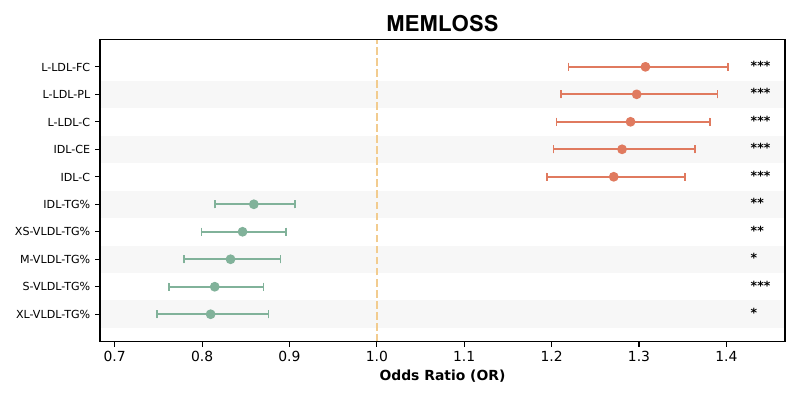 MEMLOSS
L-LDL-FC ***
L-LDL-PL ***
L-LDL-C ***
IDL-CE ***
IDL-C ***
IDL-TG% **
XS-VLDL-TG% **
M-VLDL-TG% *
S-VLDL-TG% ***
XL-VLDL-TG% *
0.7 0.8 0.9 1.0 1.1 1.2 1.3 1.4
Odds Ratio (OR)